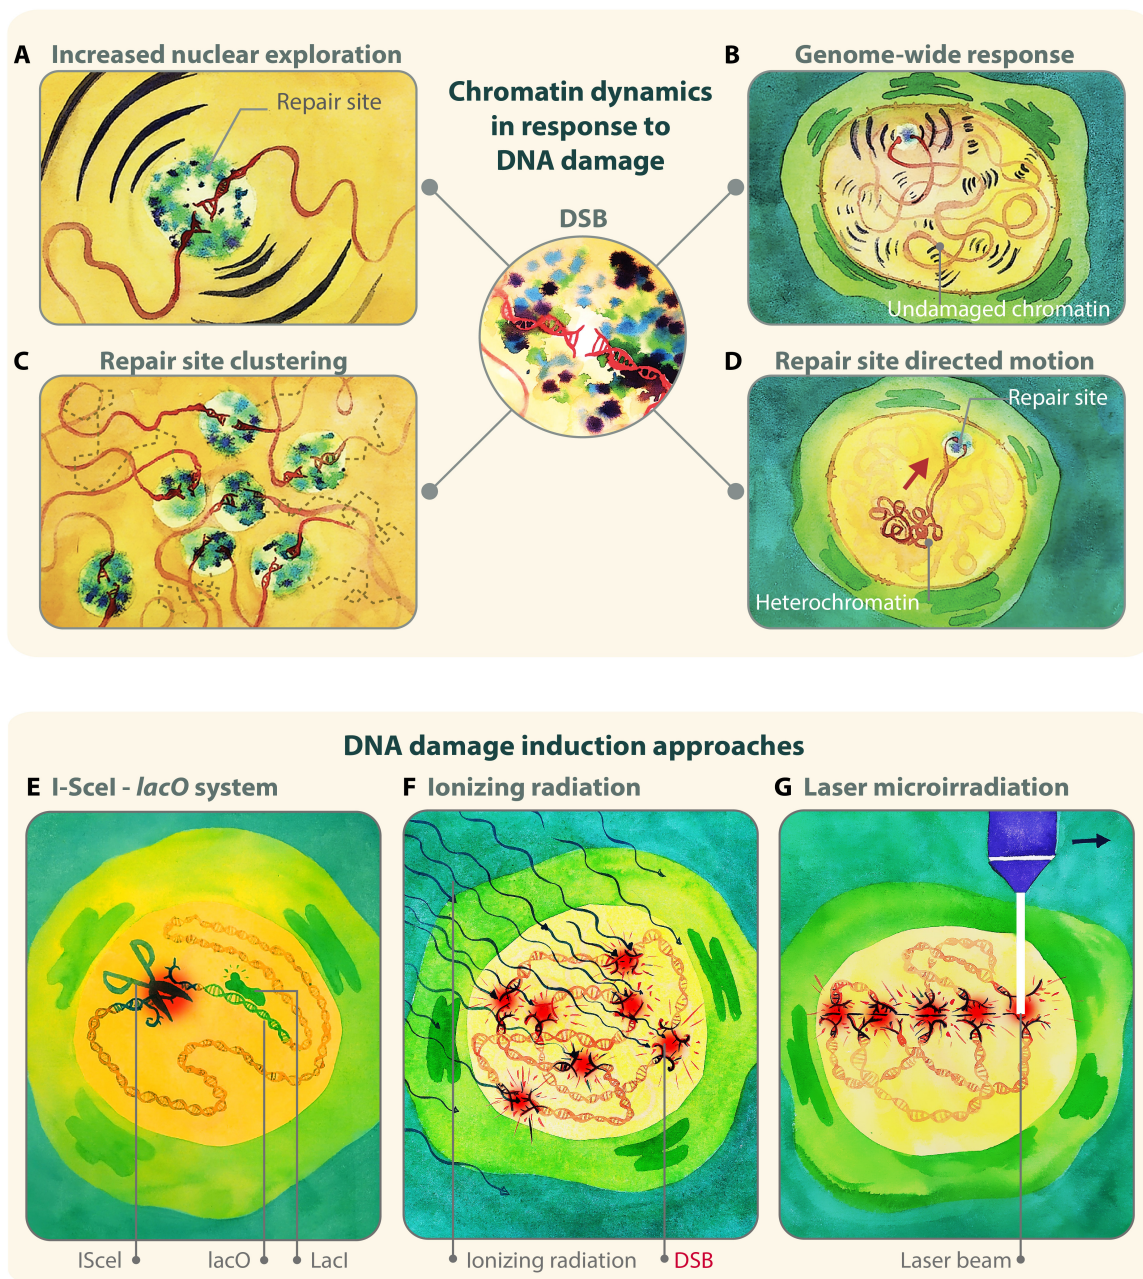 A Increased nuclear exploration
Repair site
Chromatin dynamics
in response to
DNA damage
B Genome-wide response
Undamaged chromatin
DSB
C Repair site clustering
D Repair site directed motion
Repair site
Heterochromatin
DNA damage induction approaches
E I-SceI - lacO system
F Ionizing radiation
G Laser microirradiation
ISceI
lacO
LacI
Ionizing radiation
DSB
Laser beam